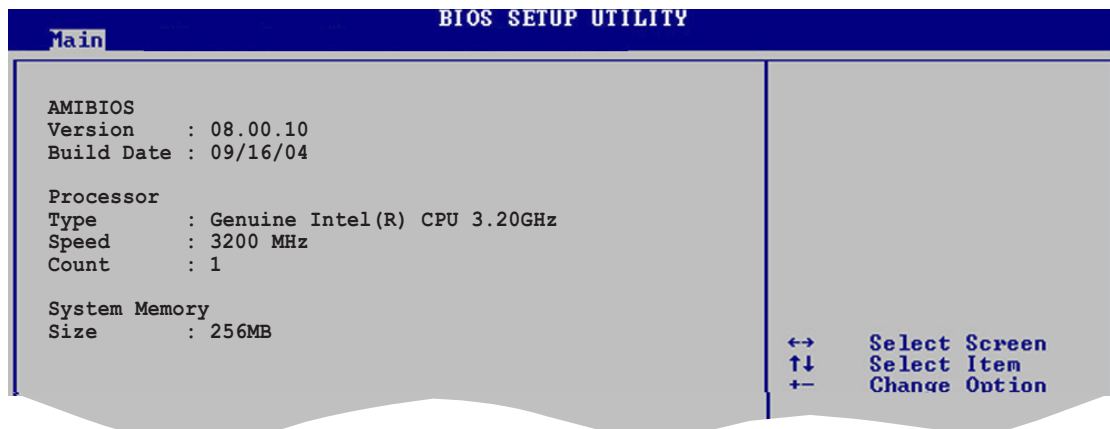 BIOS SETUP UTILITY
Main
AMIBIOS
Version : 08.00.10
Build Date : 09/16/04
Processor
Type : Genuine Intel(R) CPU 3.20GHz
Speed : 3200 MHz
Count : 1
System Memory
Size : 256MB
←→ Select Screen
↑↓ Select Item
+- Change Option